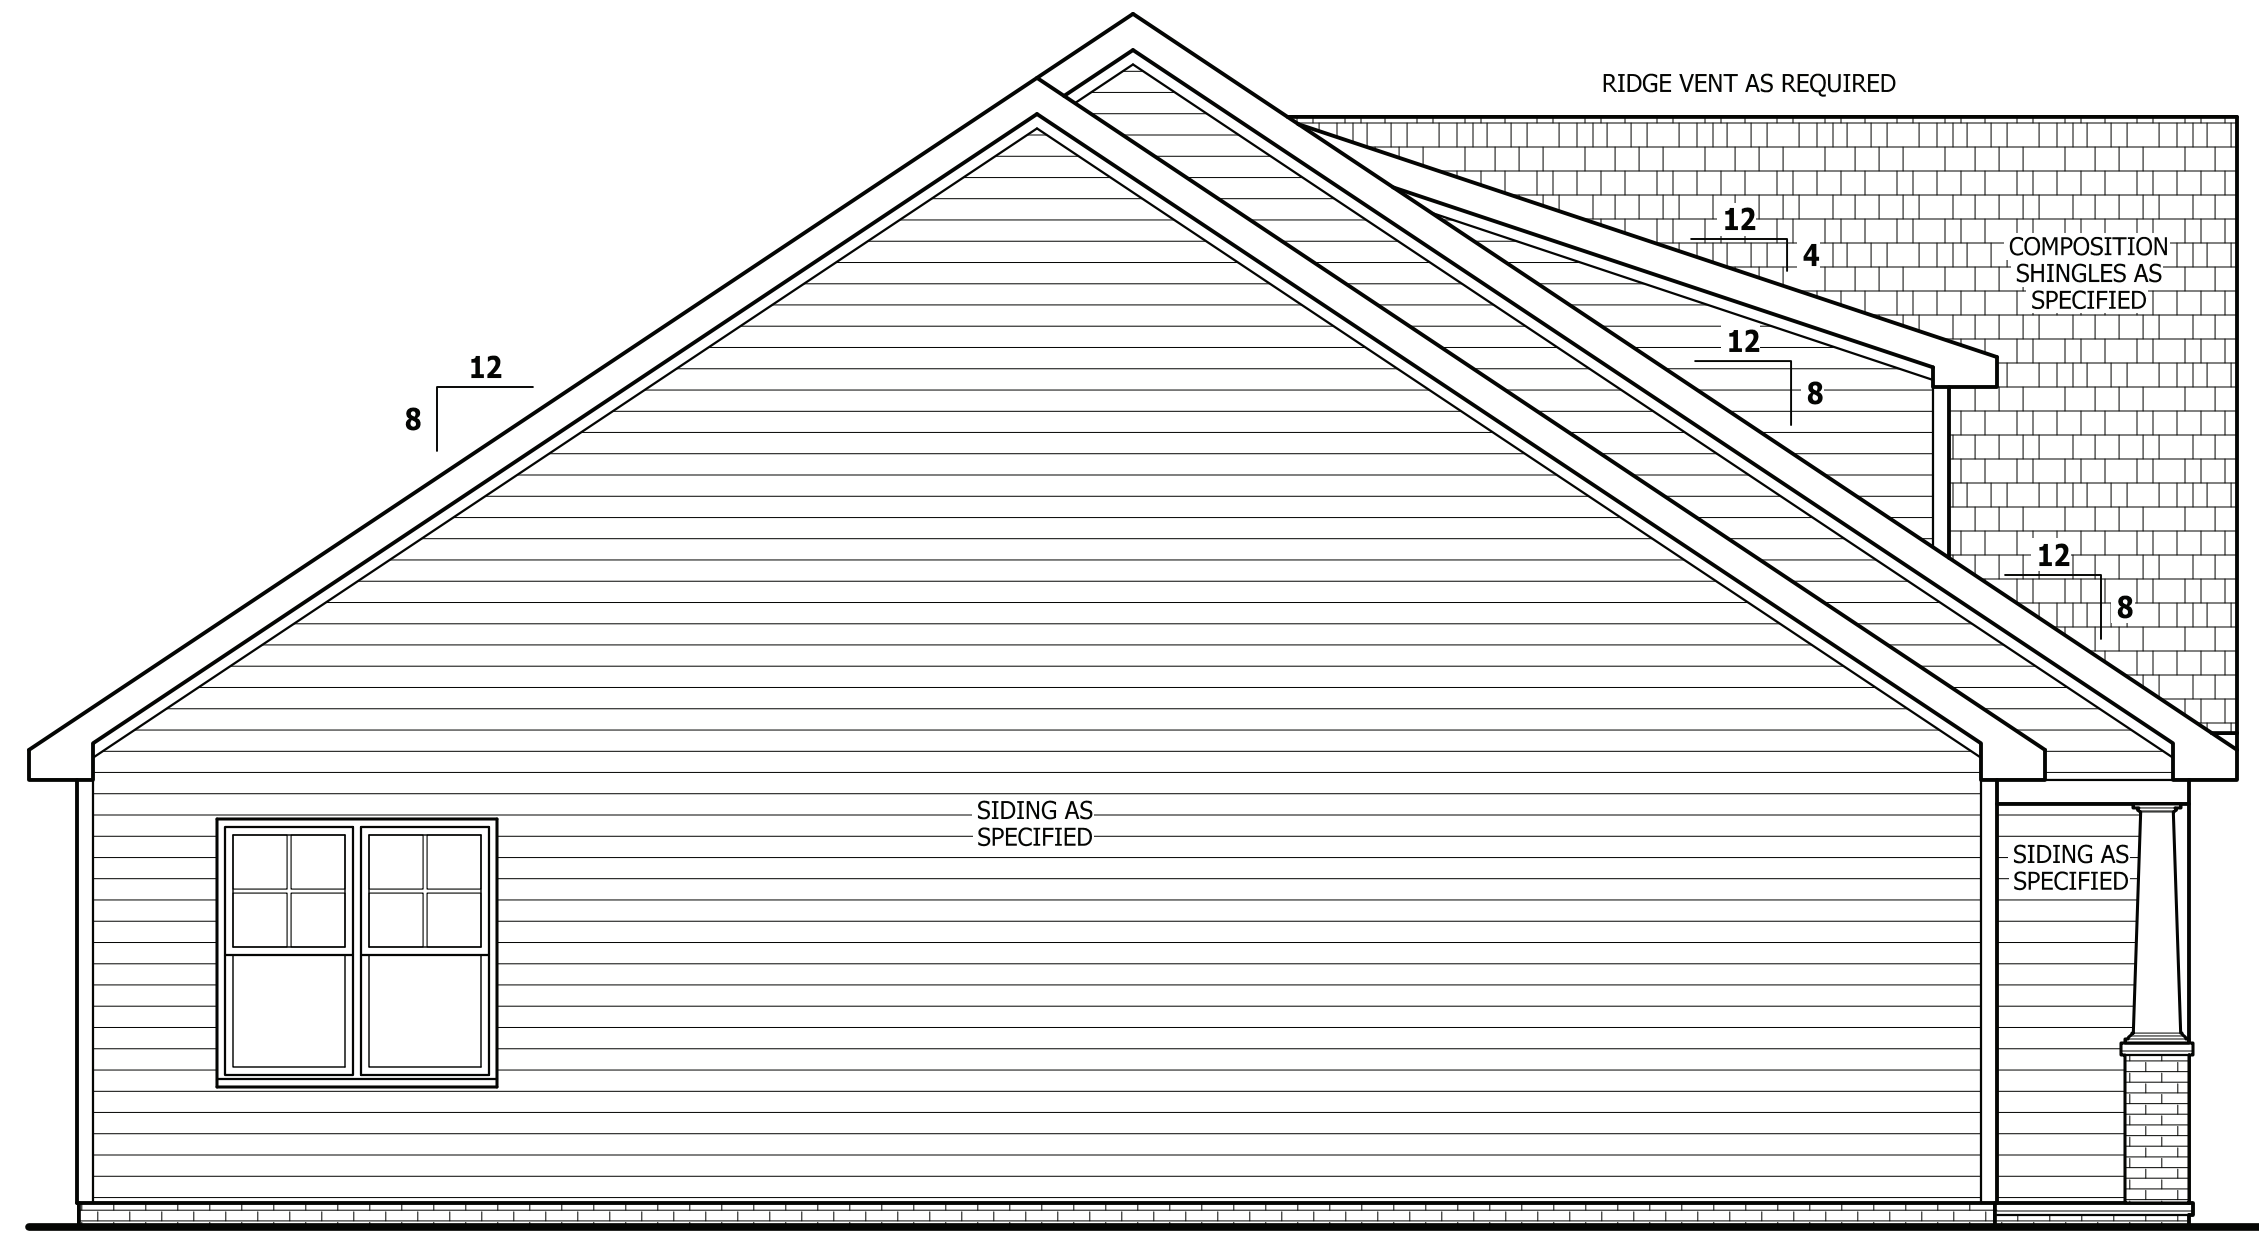 RIDGE VENT AS REQUIRED
12
4
COMPOSITION
SHINGLES AS
SPECIFIED
12
8
12
8
12
8
SIDING AS
SPECIFIED
SIDING AS
SPECIFIED